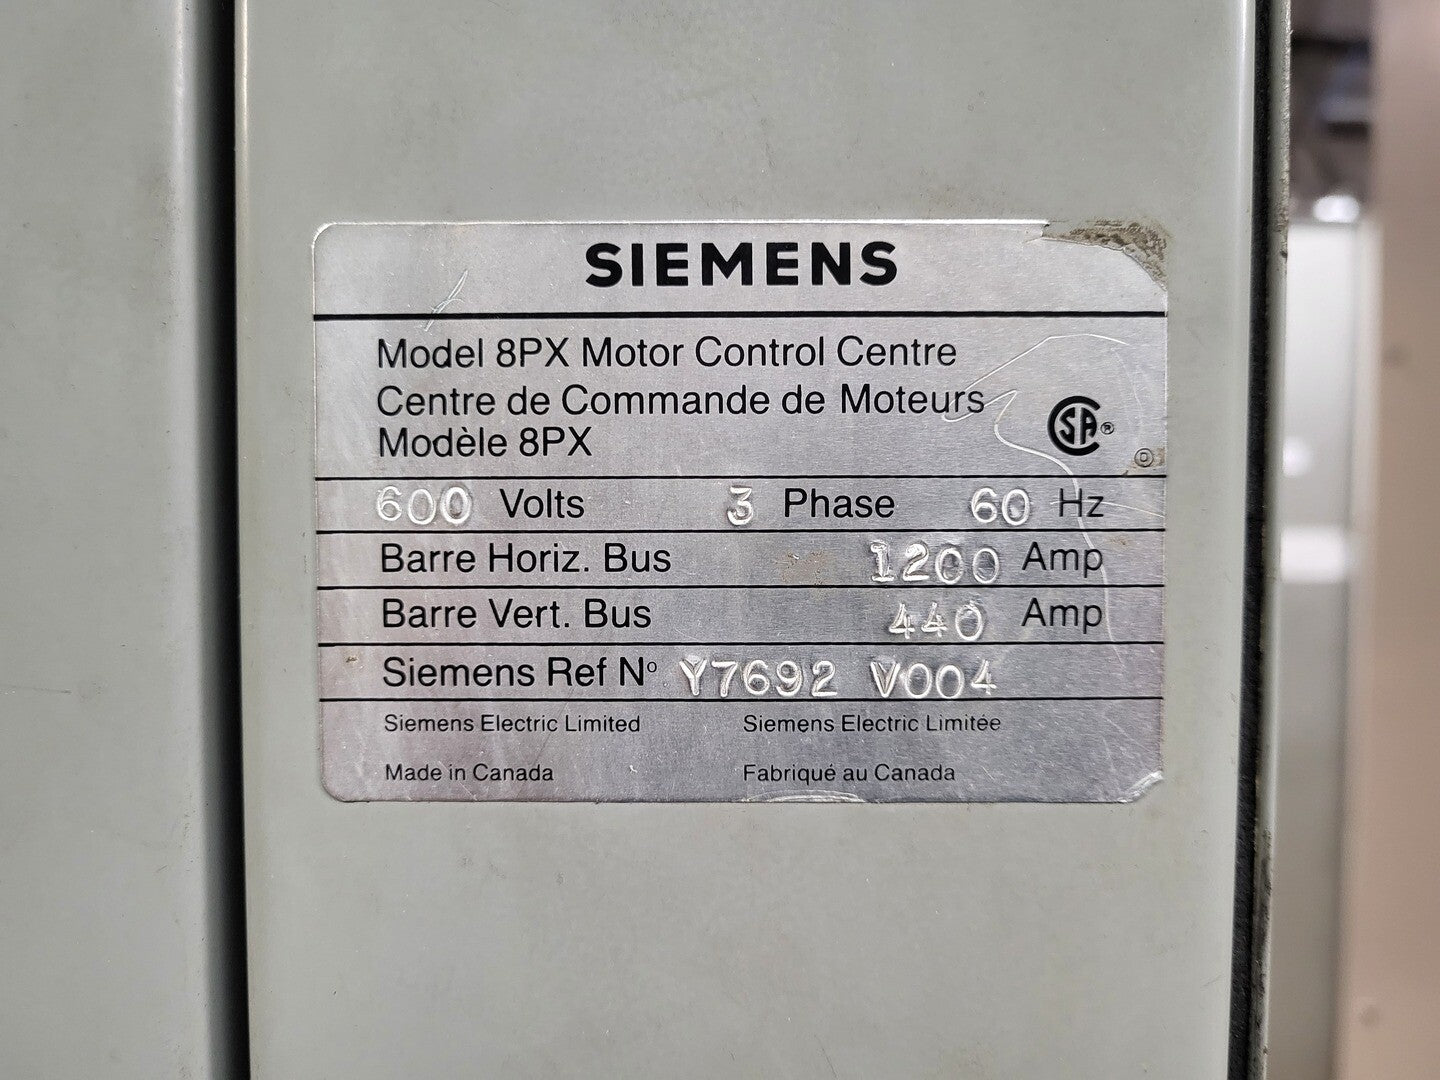 SIEMENS
Model 8PX Motor Control Centre
Centre de Commande de Moteurs
Modèle 8PX
CSA®
D
600 Volts 3 Phase 60 Hz
Barre Horiz. Bus 1200 Amp
Barre Vert. Bus 440 Amp
Siemens Ref Nº Y7692 V004
Siemens Electric Limited Siemens Electric Limitée
Made in Canada Fabriqué au Canada